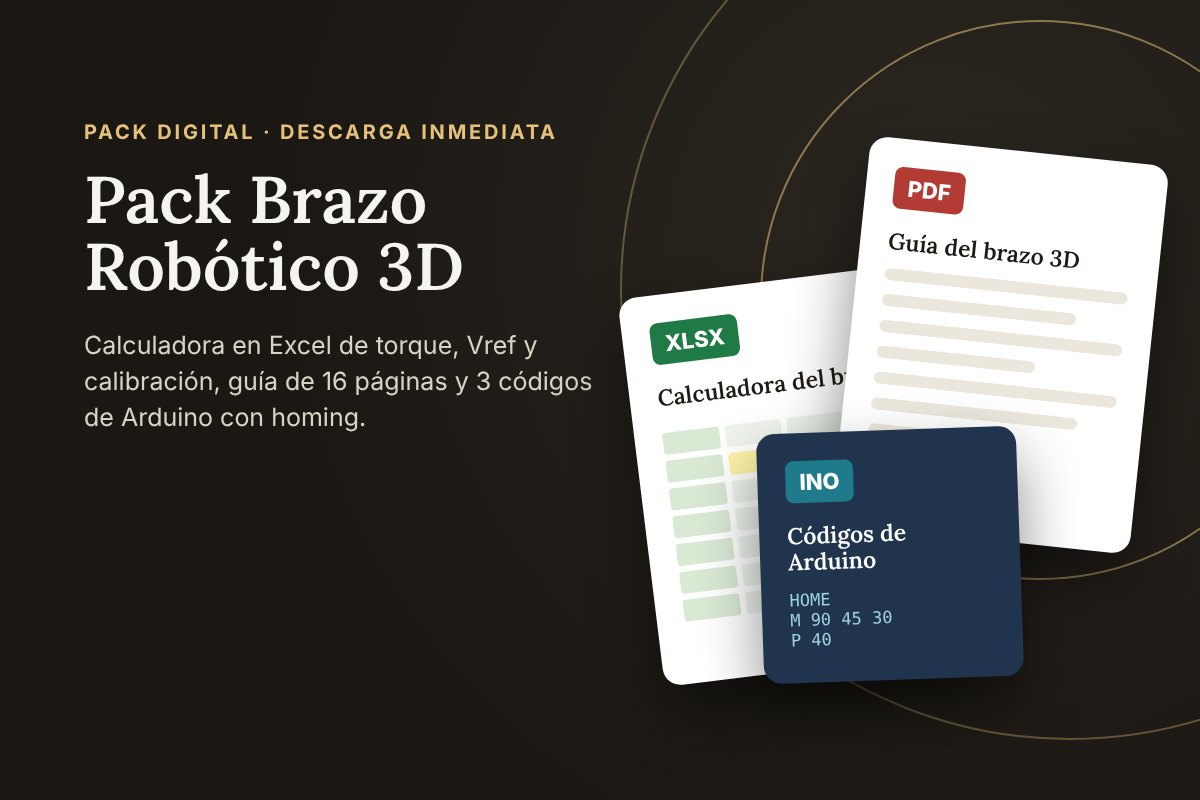 PACK DIGITAL · DESCARGA INMEDIATA
Pack Brazo
Robótico 3D
Calculadora en Excel de torque, Vref y
calibración, guía de 16 páginas y 3 códigos
de Arduino con homing.
PDF
Guía del brazo 3D
XLSX
Calculadora del b
INO
Códigos de
Arduino
HOME
M 90 45 30
P 40